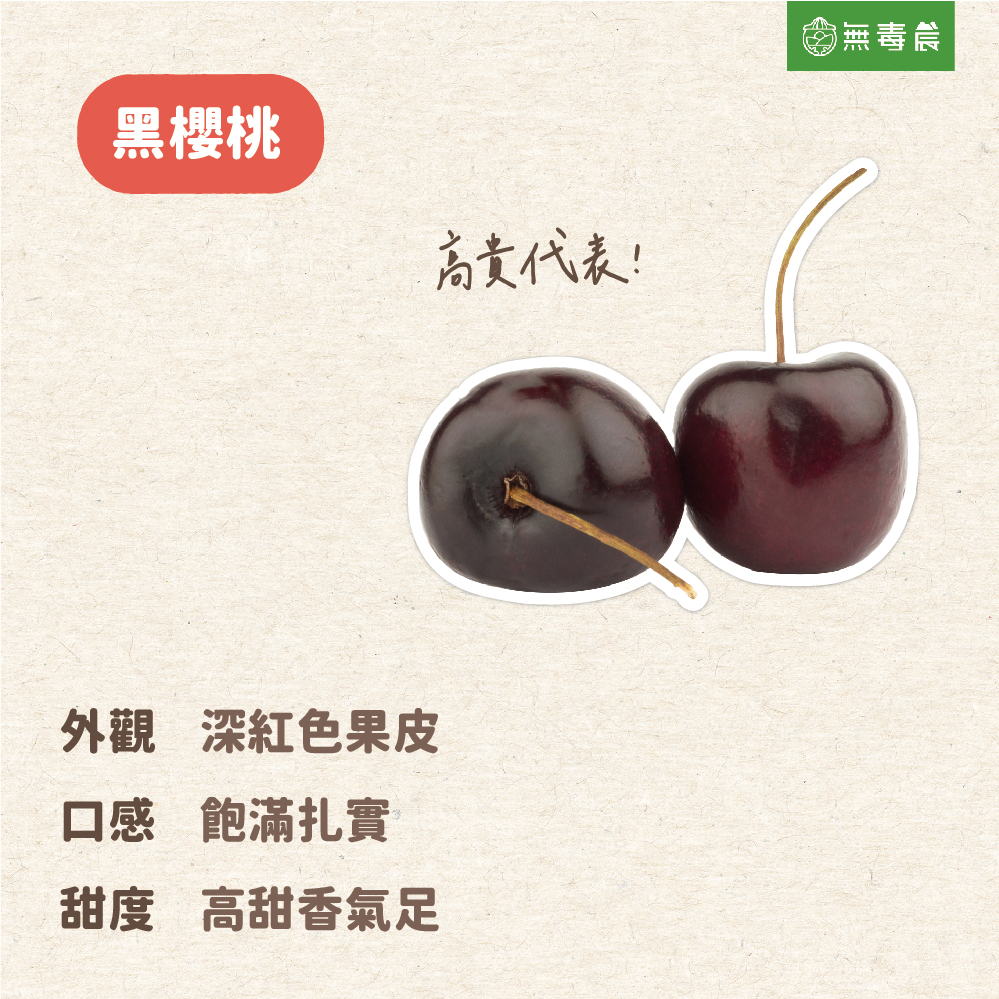 無毒農
黑櫻桃
高貴代表!
外觀 深紅色果皮
口感 飽滿扎實
甜度 高甜香氣足